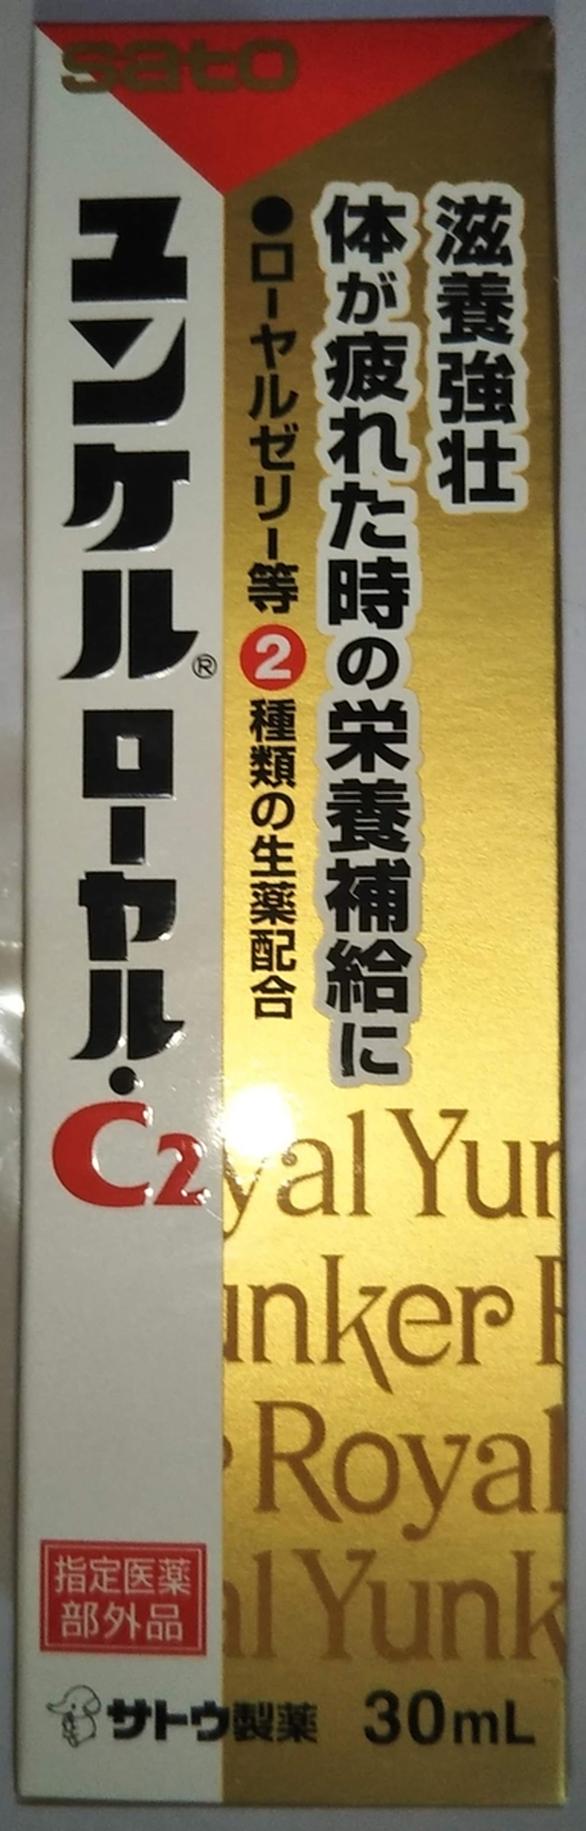 sato
滋養強壮
体が疲れた時の栄養補給に
●ローヤルゼリー等2種類の生薬配合
ユンケル®ローヤル・C2
yal Yun
unker R
Royal
al Yunk
指定医薬
部外品
サトウ製薬 30mL